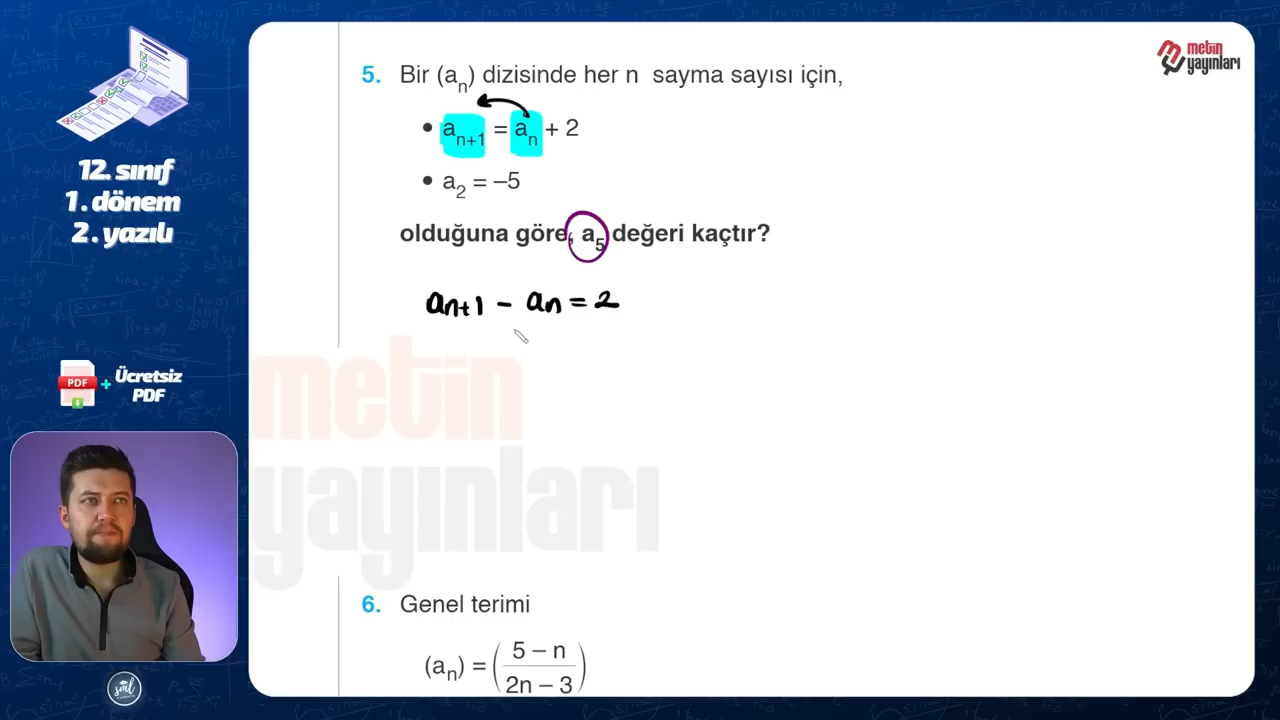 12. sınıf
1. dönem
2. yazılı
PDF
+ Ücretsiz
PDF
metin
yayınları
5. Bir (aₙ) dizisinde her n sayma sayısı için,
• aₙ₊₁ = aₙ + 2
• a₂ = –5
olduğuna göre, a₅ değeri kaçtır?
aₙ₊₁ - aₙ = 2
metin
yayınları
6. Genel terimi
(aₙ) = (5 – n / 2n – 3)
sml